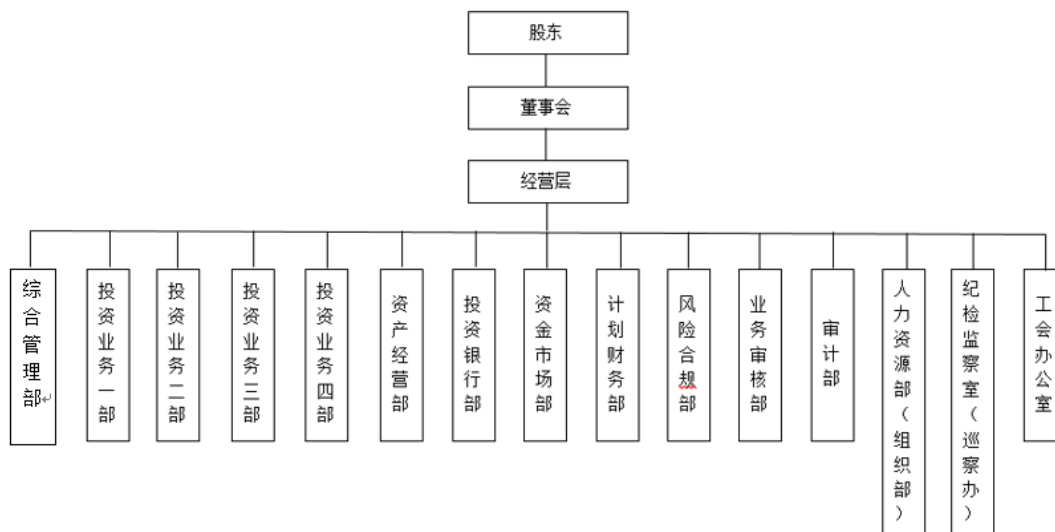 股东
董事会
经营层
综合管理部
投资业务一部
投资业务二部
投资业务三部
投资业务四部
资产经营部
投资银行部
资金市场部
计划财务部
风险合规部
业务审核部
审计部
人力资源部（组织部）
纪检监察室（巡察办）
工会办公室